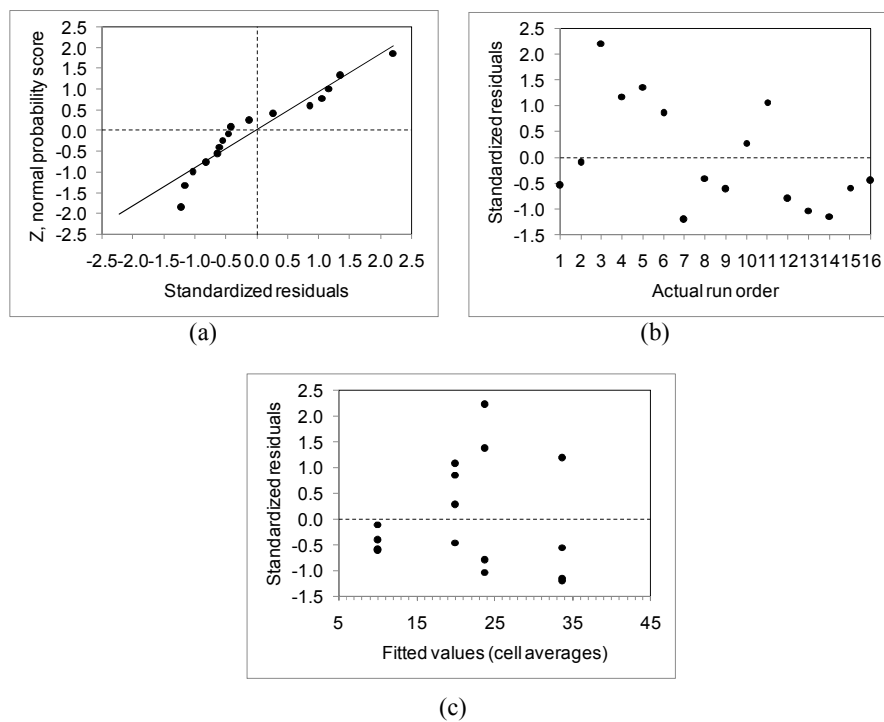 2.5
2.0
1.5
1.0
0.5
0.0
-0.5
-1.0
-1.5
-2.0
-2.5
Z, normal probability score
-2.5 -2.0 -1.5 -1.0 -0.5 0.0 0.5 1.0 1.5 2.0 2.5
Standardized residuals
(a)
2.5
2.0
1.5
1.0
0.5
0.0
-0.5
-1.0
-1.5
Standardized residuals
1 2 3 4 5 6 7 8 9 10 11 12 13 14 15 16
Actual run order
(b)
2.5
2.0
1.5
1.0
0.5
0.0
-0.5
-1.0
-1.5
Standardized residuals
5 15 25 35 45
Fitted values (cell averages)
(c)